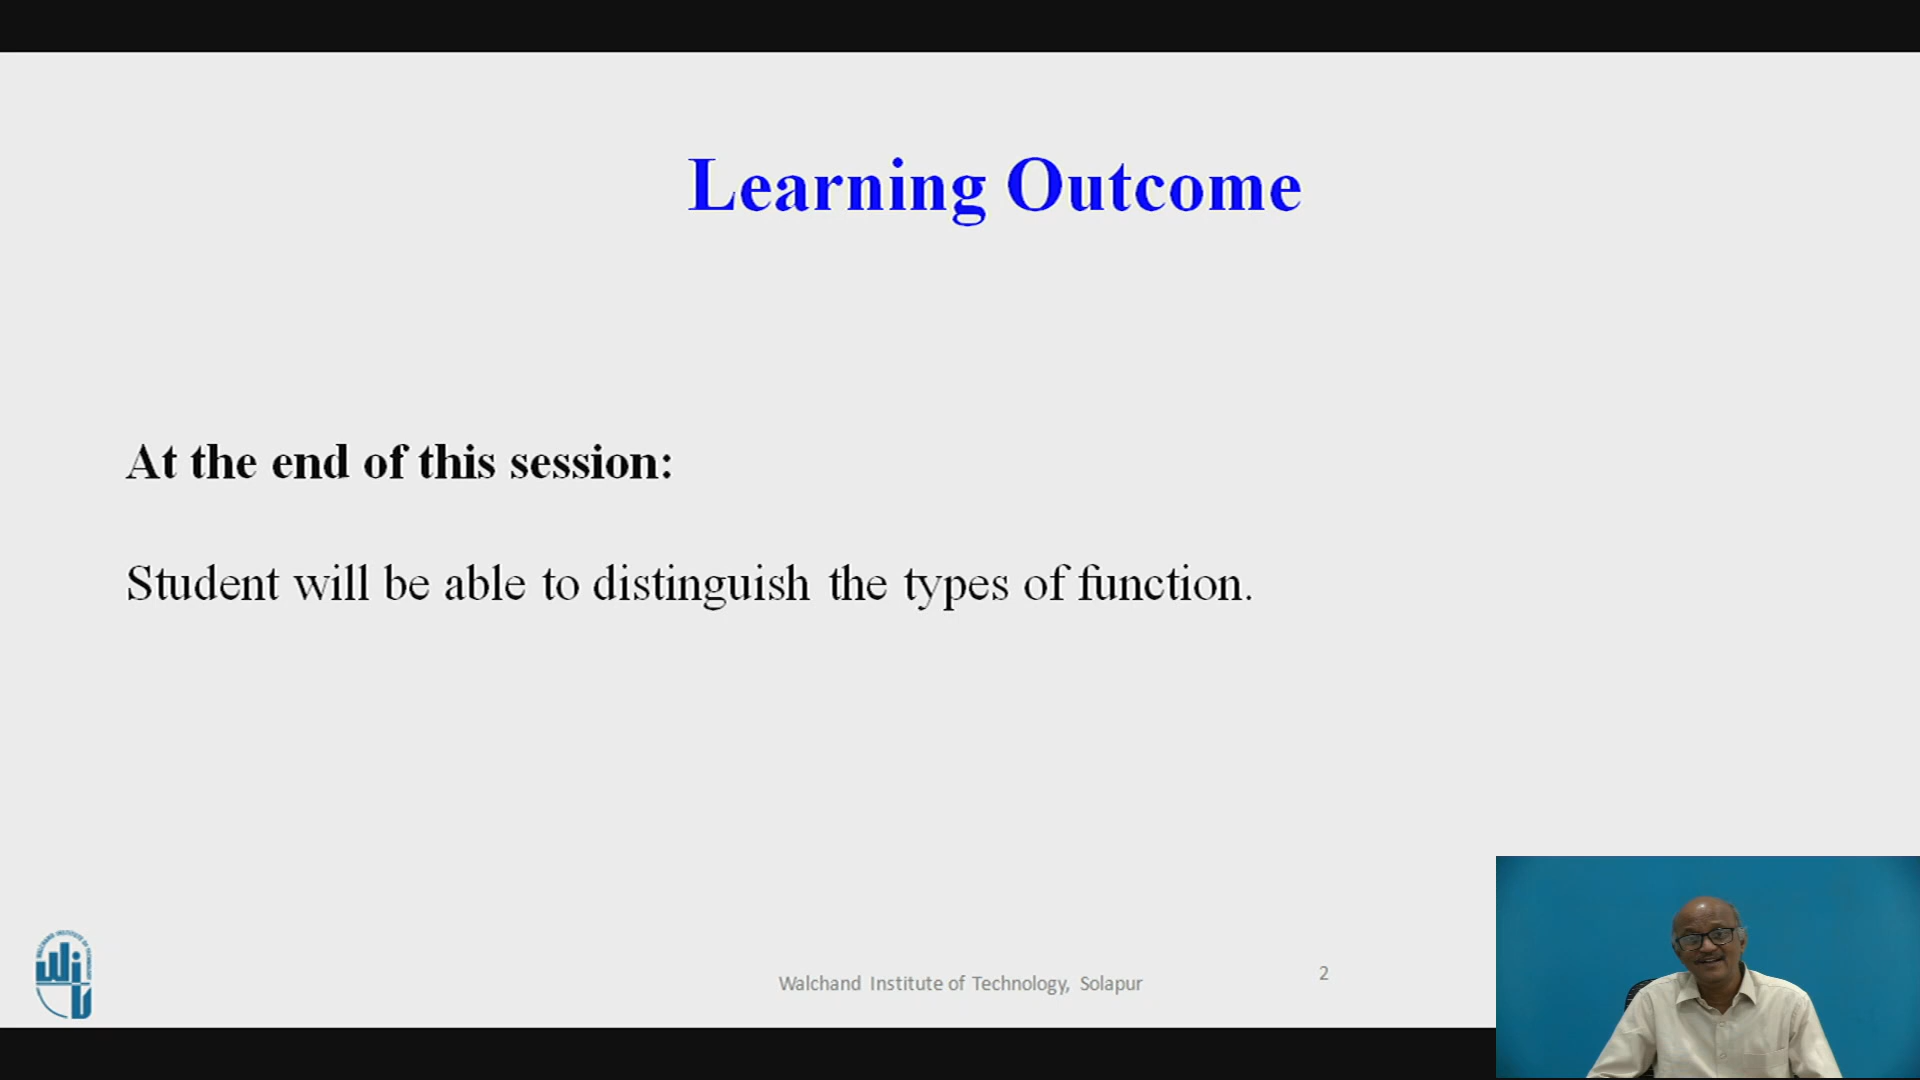 Learning Outcome
At the end of this session:
Student will be able to distinguish the types of function.
Walchand Institute of Technology, Solapur
2